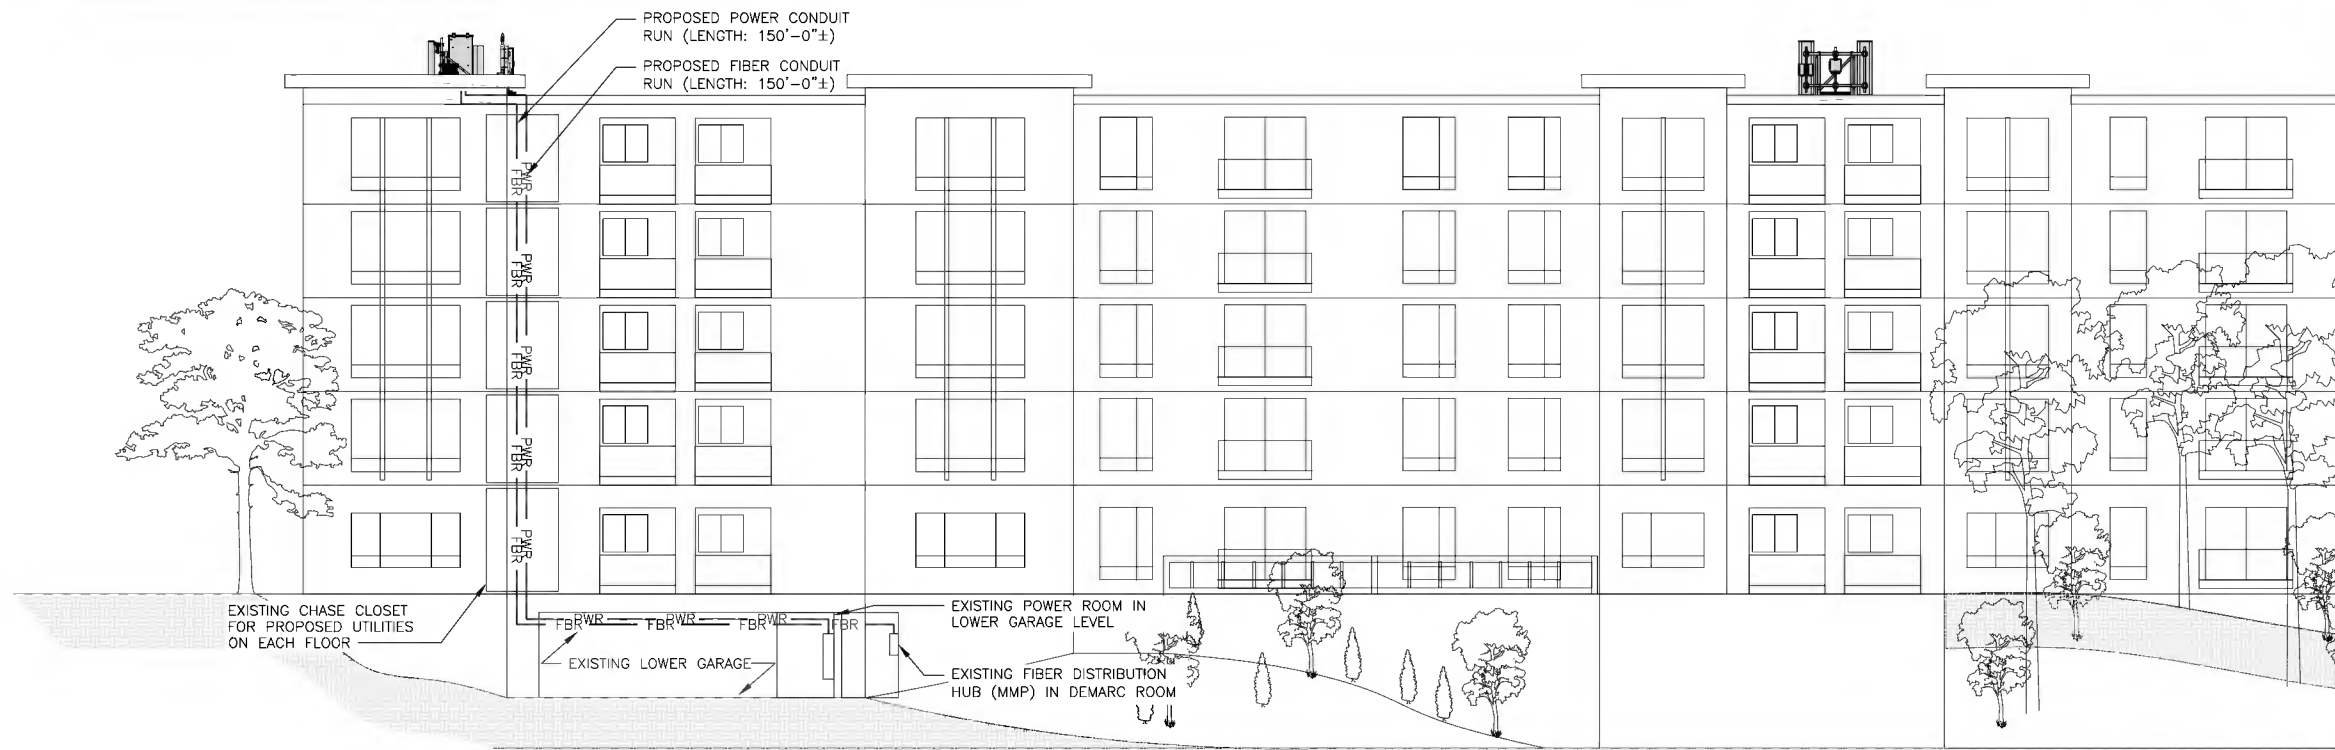 PROPOSED POWER CONDUIT
RUN (LENGTH: 150'-0"±)
PROPOSED FIBER CONDUIT
RUN (LENGTH: 150'-0"±)
PWR
FBR
PWR
FBR
PWR
FBR
PWR
FBR
PWR
FBR
EXISTING CHASE CLOSET
FOR PROPOSED UTILITIES
ON EACH FLOOR
FBR PWR FBR PWR FBR PWR FBR
EXISTING LOWER GARAGE
EXISTING POWER ROOM IN
LOWER GARAGE LEVEL
EXISTING FIBER DISTRIBUTION
HUB (MMP) IN DEMARC ROOM